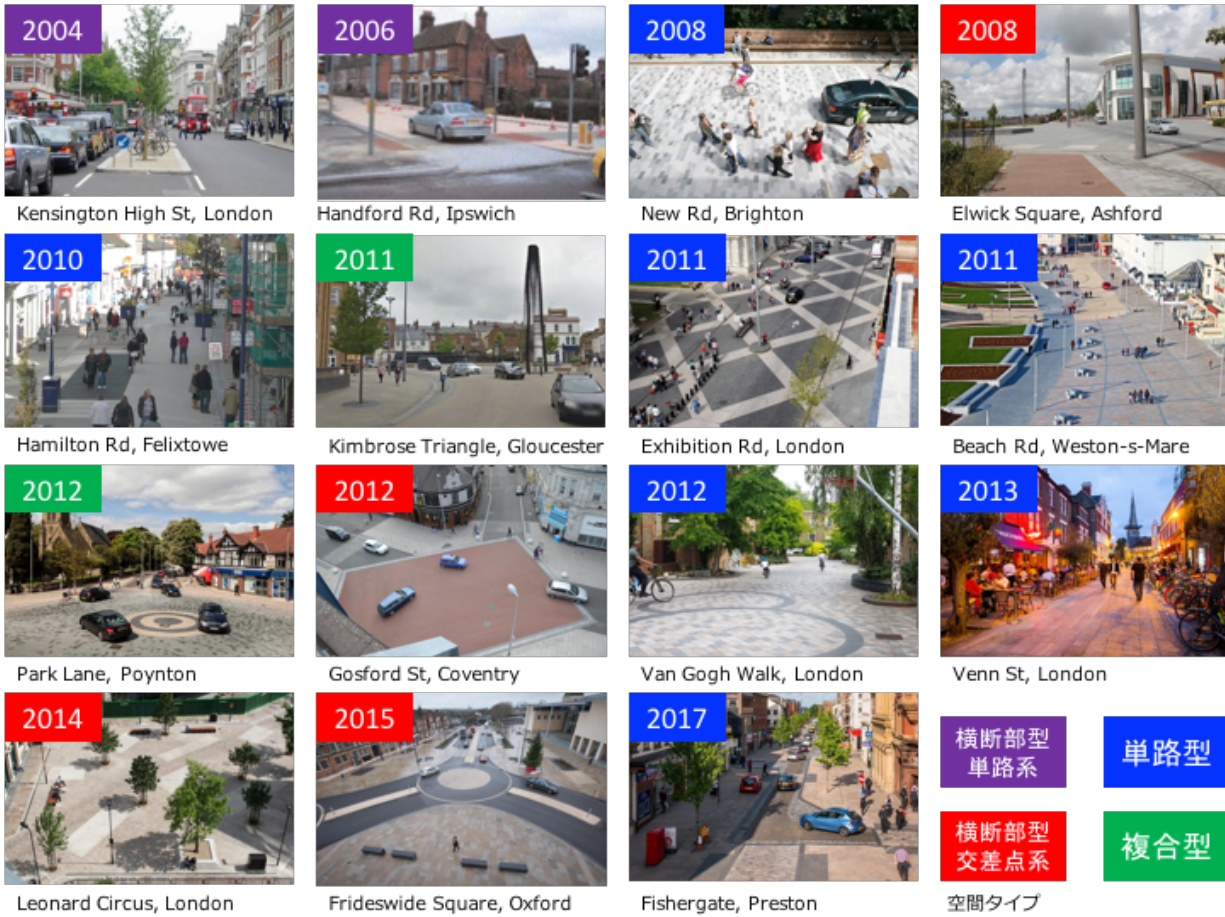 2004
Kensington High St, London
2006
Handford Rd, Ipswich
2008
New Rd, Brighton
2008
Elwick Square, Ashford
2010
Hamilton Rd, Felixtowe
2011
Kimbrose Triangle, Gloucester
2011
Exhibition Rd, London
2011
Beach Rd, Weston-s-Mare
2012
Park Lane, Poynton
2012
Gosford St, Coventry
2012
Van Gogh Walk, London
2013
Venn St, London
2014
Leonard Circus, London
2015
Frideswide Square, Oxford
2017
Fishergate, Preston
横断部型
単路系
単路型
横断部型
交差点系
複合型
空間タイプ